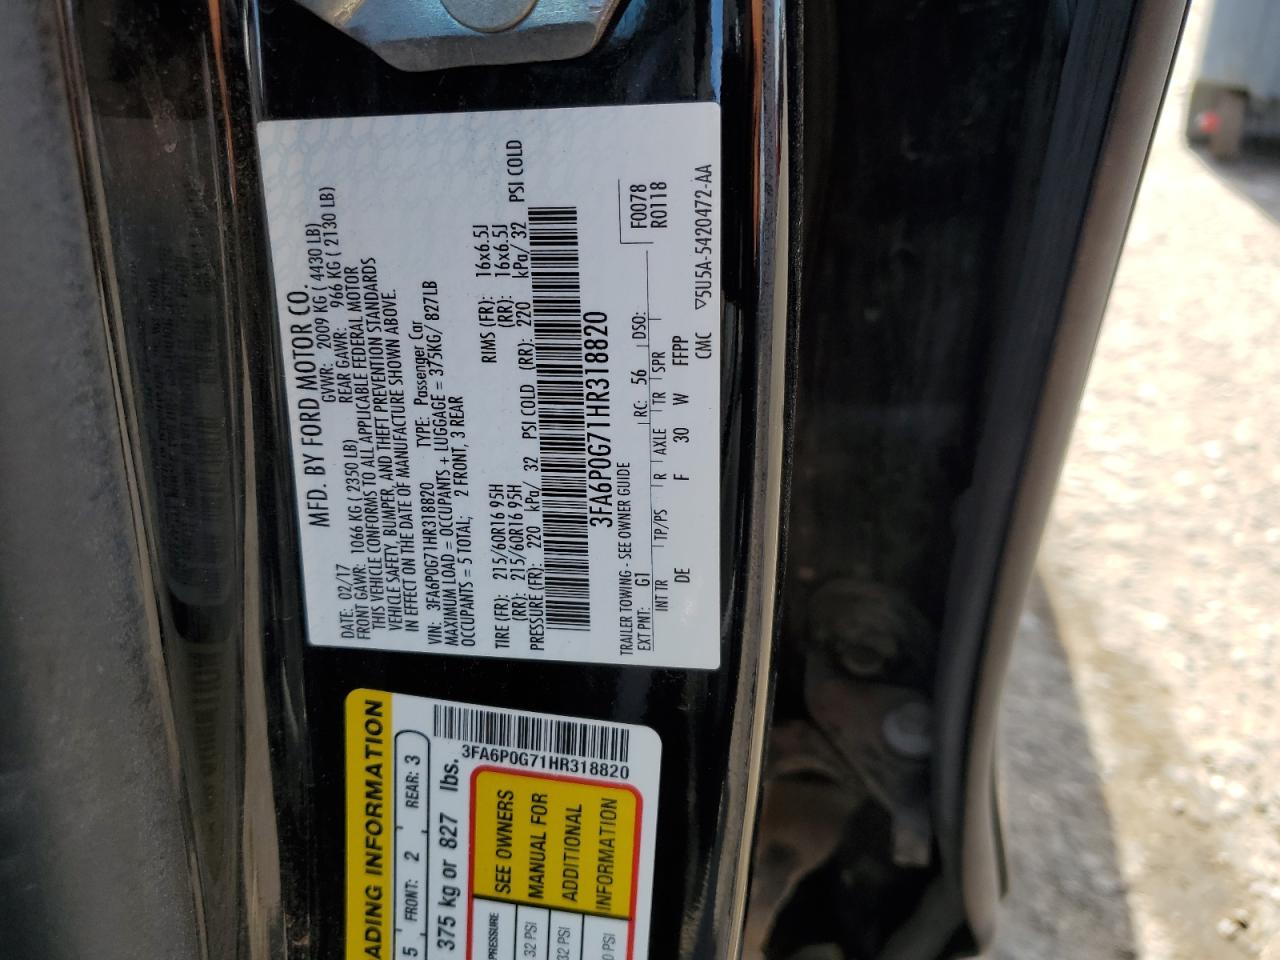 MFD. BY FORD MOTOR CO.
DATE: 02/17 GVWR: 2009 KG ( 4430 LB)
FRONT GAWR: 1066 KG ( 2350 LB) REAR GAWR: 966 KG ( 2130 LB)
THIS VEHICLE CONFORMS TO ALL APPLICABLE FEDERAL MOTOR
VEHICLE SAFETY, BUMPER, AND THEFT PREVENTION STANDARDS
IN EFFECT ON THE DATE OF MANUFACTURE SHOWN ABOVE.
VIN: 3FA6P0G71HR318820 TYPE: Passenger Car
MAXIMUM LOAD = OCCUPANTS + LUGGAGE = 375KG/ 827LB
OCCUPANTS = 5 TOTAL; 2 FRONT, 3 REAR
TIRE (FR): 215/60R16 95H RIMS (FR): 16x6.5J
(RR): 215/60R16 95H (RR): 16x6.5J
PRESSURE (FR): 220 kPa/ 32 PSI COLD (RR): 220 kPa/ 32 PSI COLD
3FA6P0G71HR318820
F0078
R0118
TRAILER TOWING - SEE OWNER GUIDE
EXT PNT: G1 RC: 56 DSO:
INT TR TP/PS R AXLE TR SPR
DE F 30 W FFPP
CMC ▽5U5A-5420472-AA
ADING INFORMATION
5 FRONT: 2 REAR: 3
375 kg or 827 lbs.
3FA6P0G71HR318820
PRESSURE
32 PSI
32 PSI
0 PSI
SEE OWNERS
MANUAL FOR
ADDITIONAL
INFORMATION